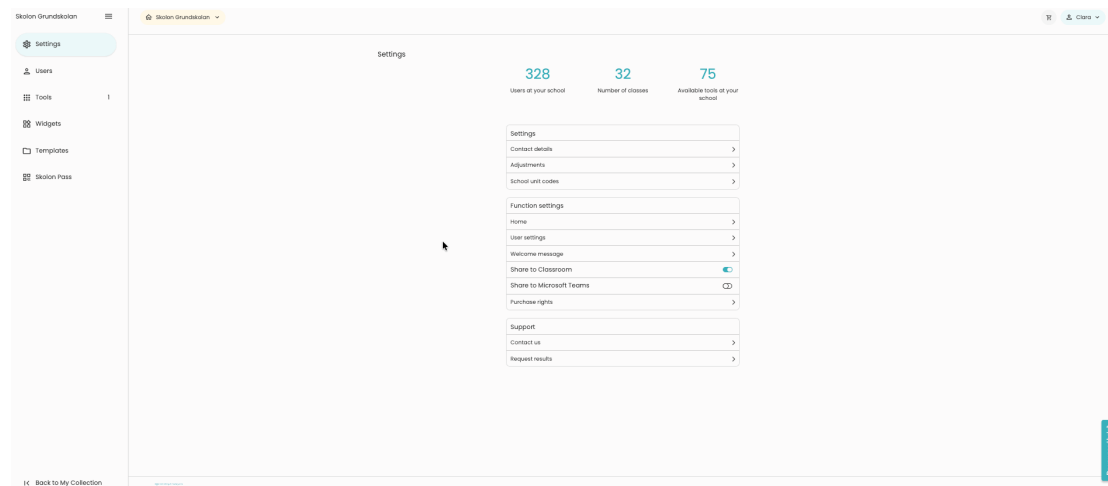 Skolon Grundskolan
Skolon Grundskolan
Ciara
Settings
Users
Tools 1
Widgets
Templates
Skolon Pass
Back to My Collection
Settings
328
Users at your school
32
Number of classes
75
Available tools at your
school
Settings
Contact details
Adjustments
School unit codes
Function settings
Home
User settings
Welcome message
Share to Classroom
Share to Microsoft Teams
Purchase rights
Support
Contact us
Request results